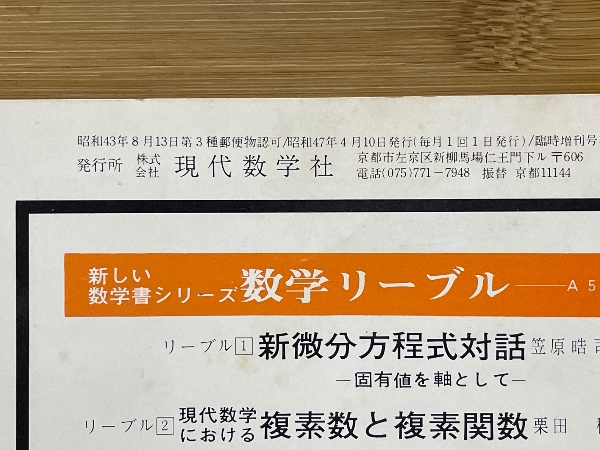 昭和43年8月13日第3種郵便物認可/昭和47年4月10日発行(毎月1回1日発行)/臨時増刊号
発行所 株式会社 現代数学社 京都市左京区新柳馬場仁王門下ル〒606
電話(075)771-7948 振替 京都11144
新しい
数学書シリーズ 数学リーブル——A5
リーブル1 新微分方程式対話 笠原晧司
—固有値を軸として—
リーブル2 現代数学における 複素数と複素関数 栗田